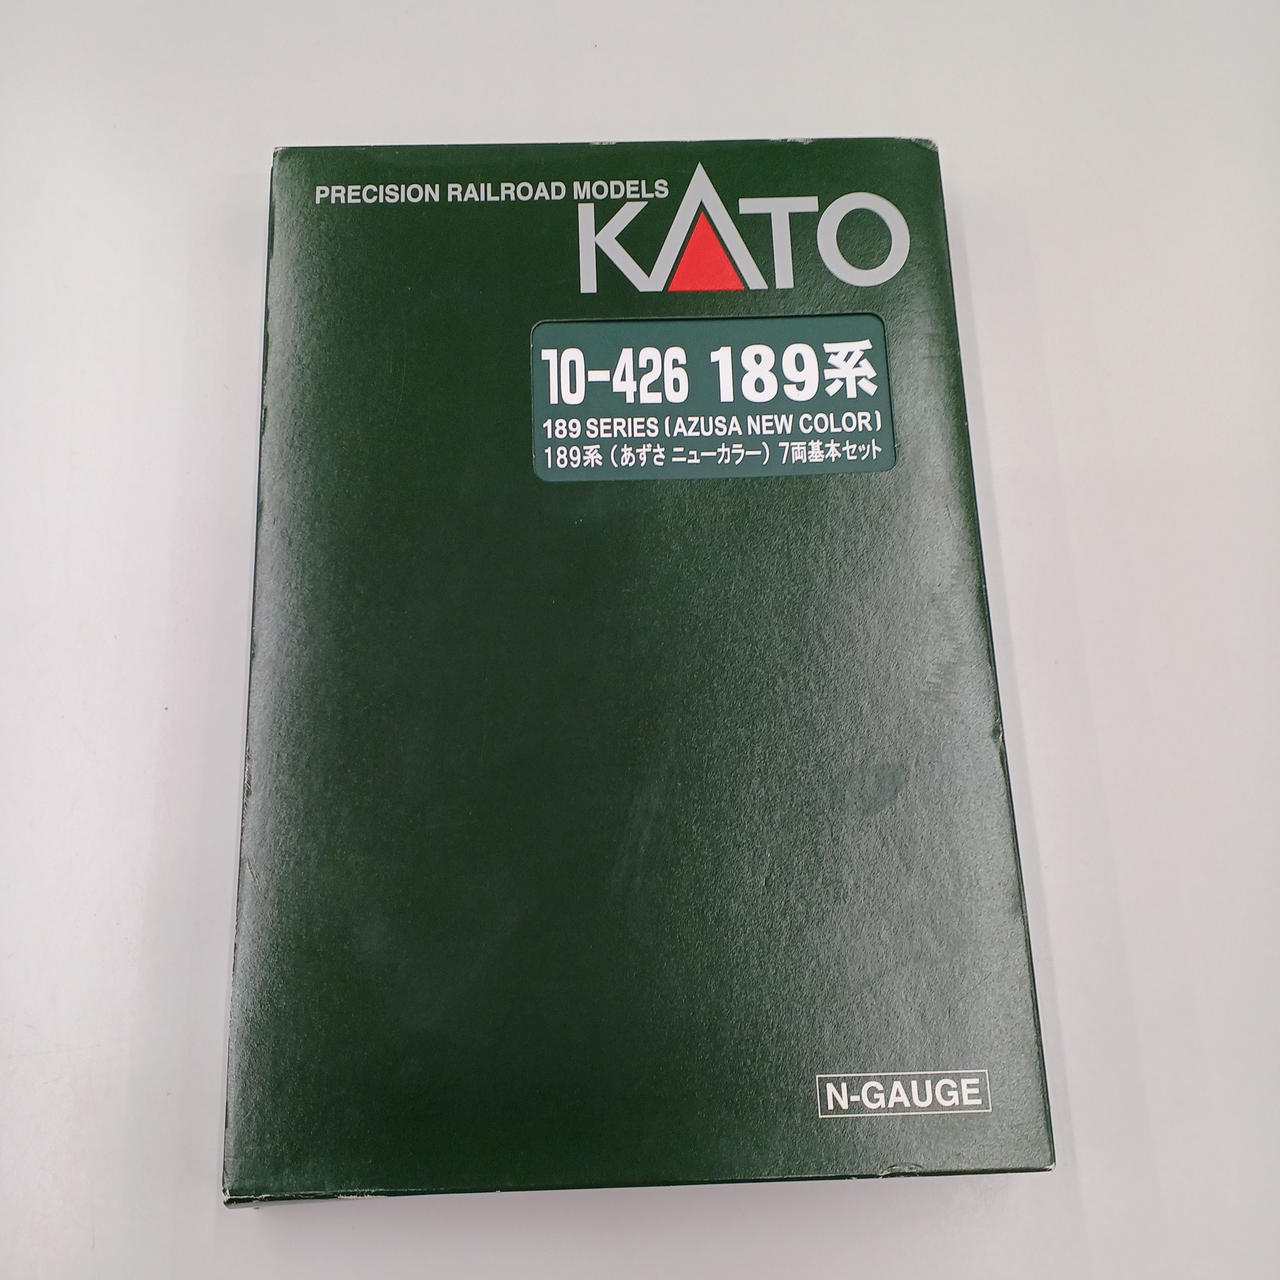 PRECISION RAILROAD MODELS
KATO
10-426 189系
189 SERIES (AZUSA NEW COLOR)
189系(あずさ ニューカラー) 7両基本セット
N-GAUGE